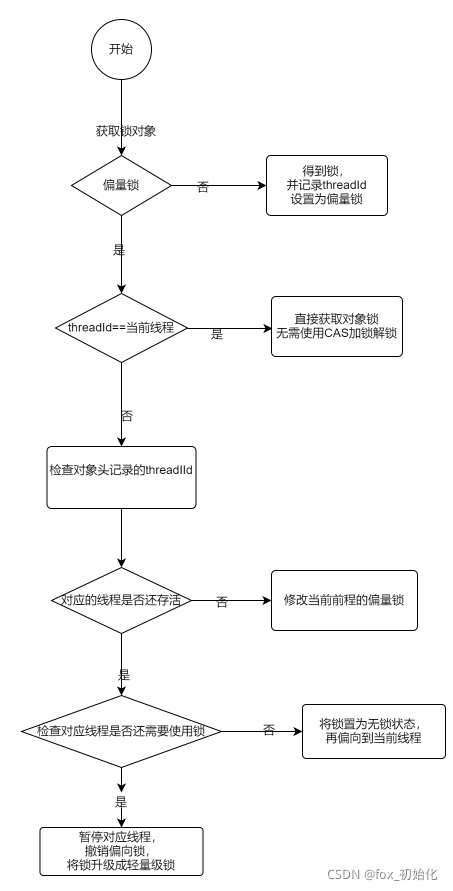 开始
获取锁对象
偏量锁
否
得到锁，
并记录threadId
设置为偏量锁
是
threadId==当前线程
是
直接获取对象锁
无需使用CAS加锁解锁
否
检查对象头记录的threadIId
对应的线程是否还存活
否
修改当前前程的偏量锁
是
检查对应线程是否还需要使用锁
否
将锁置为无锁状态，
再偏向到当前线程
是
暂停对应线程，
撤销偏向锁，
将锁升级成轻量级锁
CSDN @fox_初始化